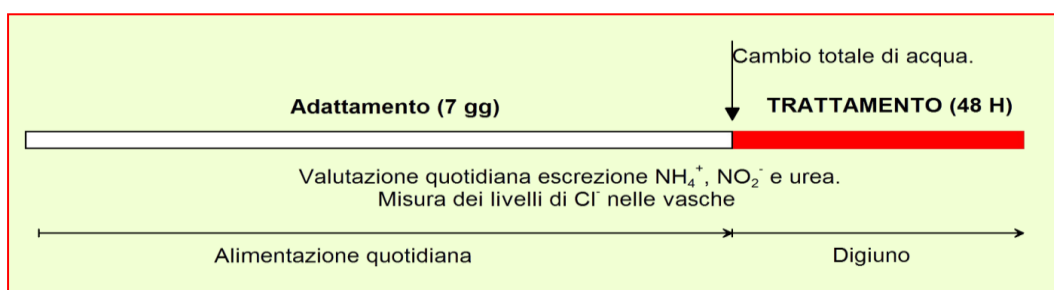 Cambio totale di acqua.
Adattamento (7 gg)
TRATTAMENTO (48 H)
Valutazione quotidiana escrezione NH₄⁺, NO₂⁻ e urea.
Misura dei livelli di Cl⁻ nelle vasche
Alimentazione quotidiana
Digiuno